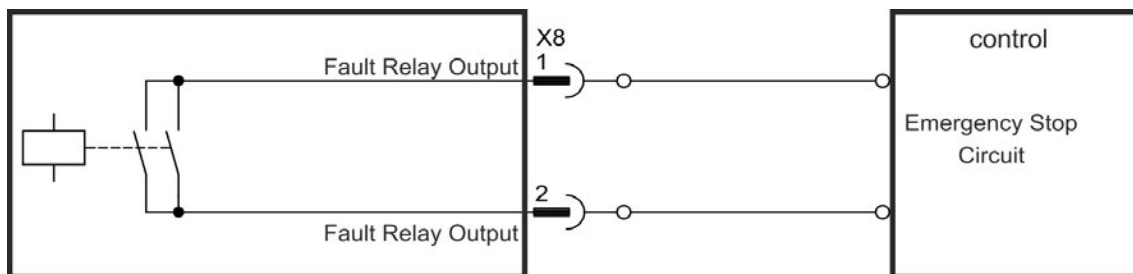 X8
Fault Relay Output 1
control
Emergency Stop
Circuit
2
Fault Relay Output